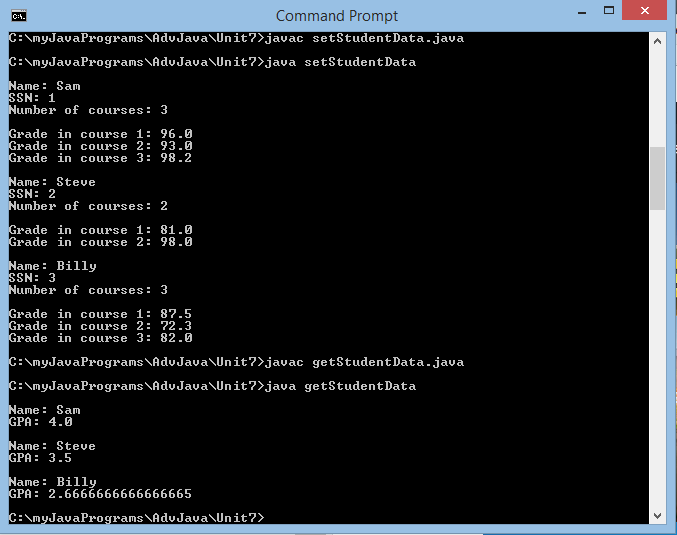 Command Prompt
C:\myJavaPrograms\AdvJava\Unit7>javac setStudentData.java
C:\myJavaPrograms\AdvJava\Unit7>java setStudentData
Name: Sam
SSN: 1
Number of courses: 3
Grade in course 1: 96.0
Grade in course 2: 93.0
Grade in course 3: 98.2
Name: Steve
SSN: 2
Number of courses: 2
Grade in course 1: 81.0
Grade in course 2: 98.0
Name: Billy
SSN: 3
Number of courses: 3
Grade in course 1: 87.5
Grade in course 2: 72.3
Grade in course 3: 82.0
C:\myJavaPrograms\AdvJava\Unit7>javac getStudentData.java
C:\myJavaPrograms\AdvJava\Unit7>java getStudentData
Name: Sam
GPA: 4.0
Name: Steve
GPA: 3.5
Name: Billy
GPA: 2.6666666666666665
C:\myJavaPrograms\AdvJava\Unit7>